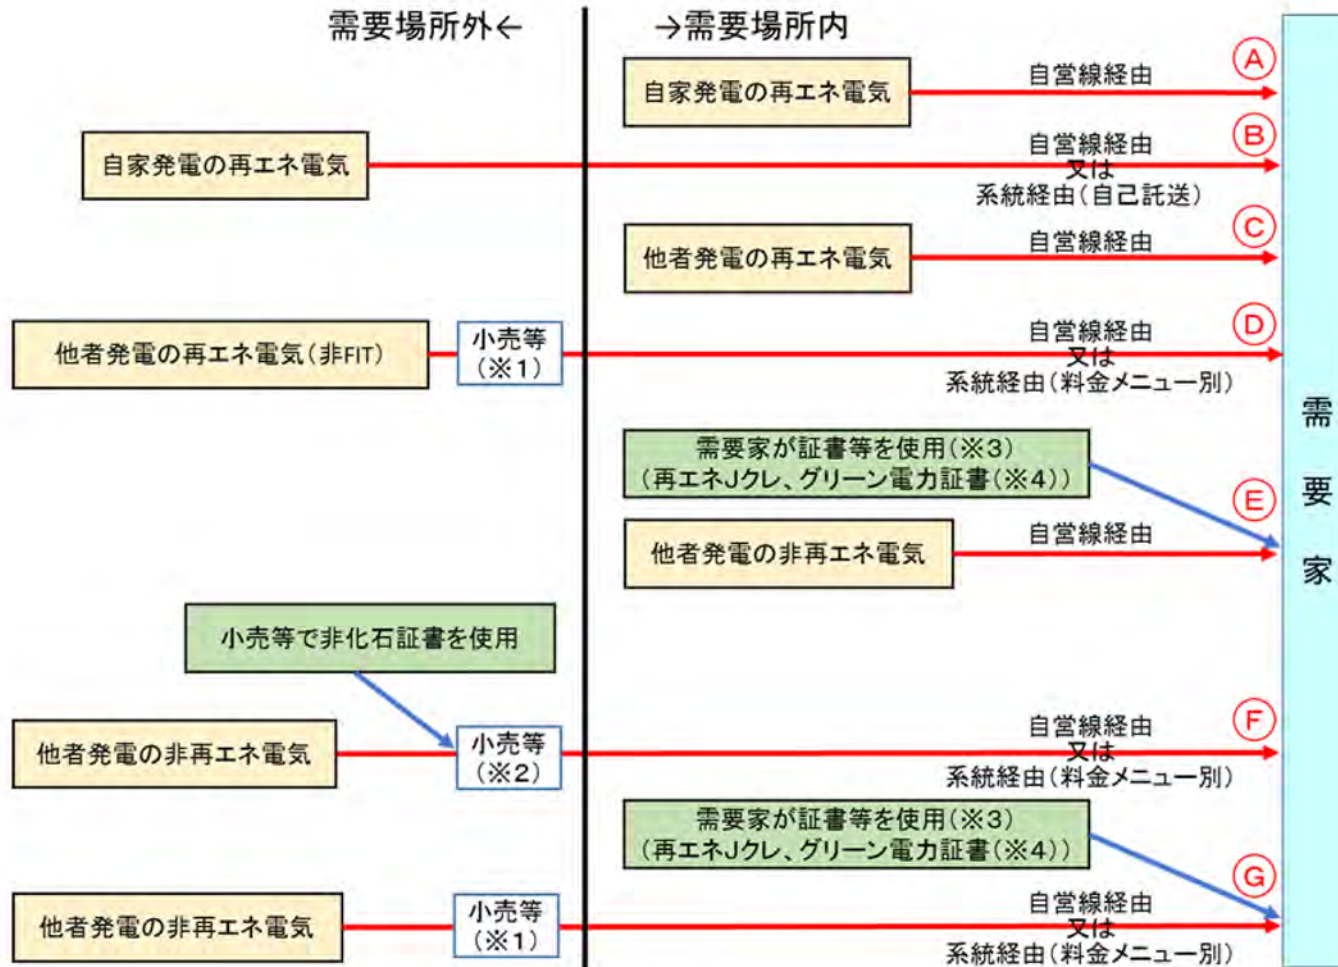 需要場所外←
→需要場所内
自家発電の再エネ電気
自営線経由
Ⓐ
自家発電の再エネ電気
自営線経由
又は
系統経由(自己託送)
Ⓑ
他者発電の再エネ電気
自営線経由
Ⓒ
他者発電の再エネ電気(非FIT)
小売等
(※1)
自営線経由
又は
系統経由(料金メニュー別)
Ⓓ
需要家が証書等を使用(※3)
(再エネJクレ、グリーン電力証書(※4))
他者発電の非再エネ電気
自営線経由
Ⓔ
小売等で非化石証書を使用
他者発電の非再エネ電気
小売等
(※2)
自営線経由
又は
系統経由(料金メニュー別)
Ⓕ
需要家が証書等を使用(※3)
(再エネJクレ、グリーン電力証書(※4))
他者発電の非再エネ電気
小売等
(※1)
自営線経由
又は
系統経由(料金メニュー別)
Ⓖ
需要家